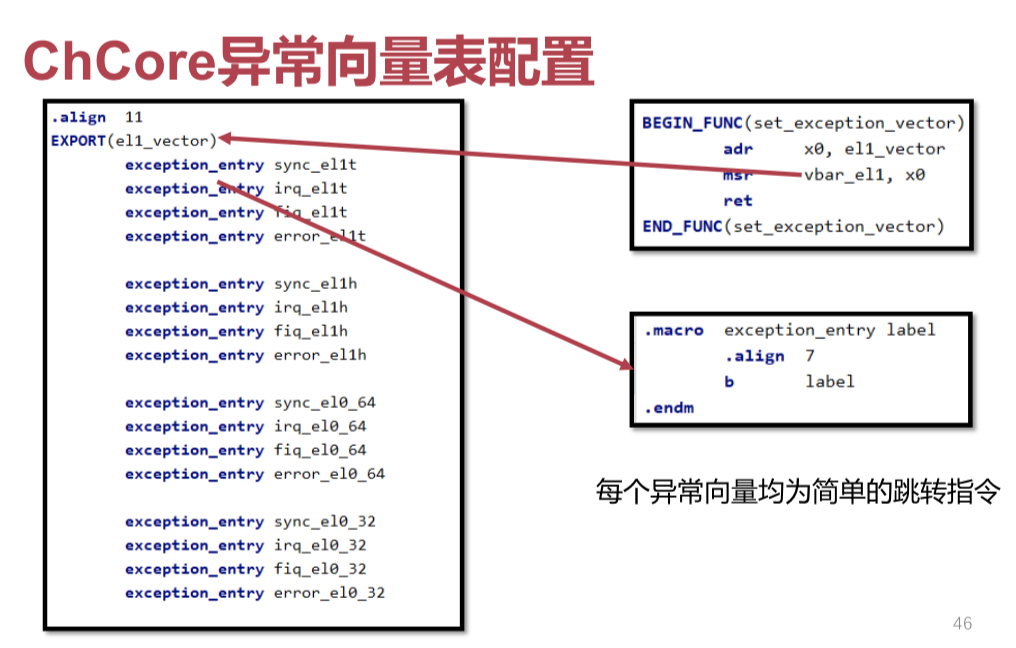 ChCore异常向量表配置
.align 11
EXPORT(el1_vector)
exception_entry sync_el1t
exception_entry irq_el1t
exception_entry fiq_el1t
exception_entry error_el1t
exception_entry sync_el1h
exception_entry irq_el1h
exception_entry fiq_el1h
exception_entry error_el1h
exception_entry sync_el0_64
exception_entry irq_el0_64
exception_entry fiq_el0_64
exception_entry error_el0_64
exception_entry sync_el0_32
exception_entry irq_el0_32
exception_entry fiq_el0_32
exception_entry error_el0_32
BEGIN_FUNC(set_exception_vector)
adr x0, el1_vector
msr vbar_el1, x0
ret
END_FUNC(set_exception_vector)
.macro exception_entry label
.align 7
b label
.endm
每个异常向量均为简单的跳转指令
46